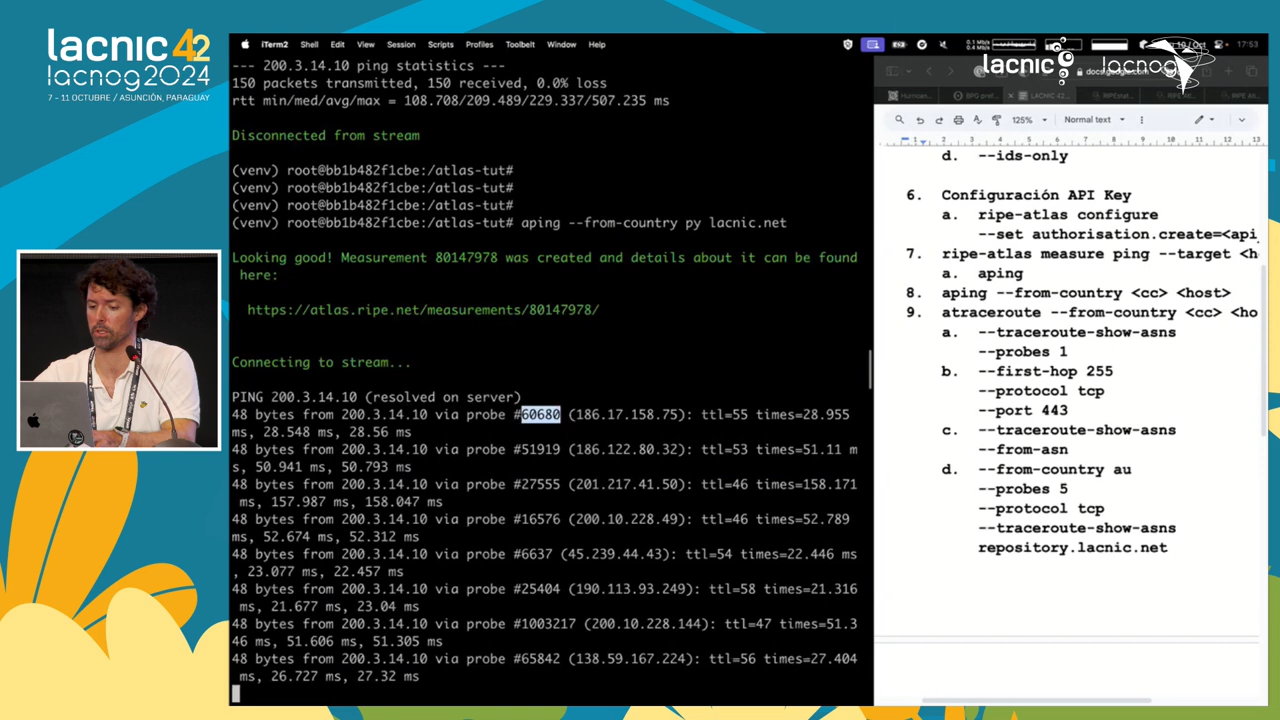 lacnic 42
lacnog2024
7 - 11 OCTUBRE / ASUNCIÓN, PARAGUAY
iTerm2 Shell Edit View Session Scripts Profiles Toolbelt Window Help
17:53
lacnic
lacnog
--- 200.3.14.10 ping statistics ---
150 packets transmitted, 150 received, 0.0% loss
rtt min/med/avg/max = 108.708/209.489/229.337/507.235 ms
Disconnected from stream
(venv) root@bb1b482f1cbe:/atlas-tut#
(venv) root@bb1b482f1cbe:/atlas-tut#
(venv) root@bb1b482f1cbe:/atlas-tut#
(venv) root@bb1b482f1cbe:/atlas-tut# aping --from-country py lacnic.net
Looking good! Measurement 80147978 was created and details about it can be found
here:
https://atlas.ripe.net/measurements/80147978/
Connecting to stream...
PING 200.3.14.10 (resolved on server)
48 bytes from 200.3.14.10 via probe #60680 (186.17.158.75): ttl=55 times=28.955
ms, 28.548 ms, 28.56 ms
48 bytes from 200.3.14.10 via probe #51919 (186.122.80.32): ttl=53 times=51.11 m
s, 50.941 ms, 50.793 ms
48 bytes from 200.3.14.10 via probe #27555 (201.217.41.50): ttl=46 times=158.171
ms, 157.987 ms, 158.047 ms
48 bytes from 200.3.14.10 via probe #16576 (200.10.228.49): ttl=46 times=52.789
ms, 52.674 ms, 52.312 ms
48 bytes from 200.3.14.10 via probe #6637 (45.239.44.43): ttl=54 times=22.446 ms
, 23.077 ms, 22.457 ms
48 bytes from 200.3.14.10 via probe #25404 (190.113.93.249): ttl=58 times=21.316
ms, 21.677 ms, 23.04 ms
48 bytes from 200.3.14.10 via probe #1003217 (200.10.228.144): ttl=47 times=51.3
46 ms, 51.606 ms, 51.305 ms
48 bytes from 200.3.14.10 via probe #65842 (138.59.167.224): ttl=56 times=27.404
ms, 26.727 ms, 27.32 ms
125% Normal text
1 2 3 4 5 6 7 8 9 10 11 12 13
d. --ids-only
6. Configuración API Key
a. ripe-atlas configure
--set authorisation.create=<api_
7. ripe-atlas measure ping --target <h
a. aping
8. aping --from-country <cc> <host>
9. atraceroute --from-country <cc> <ho
a. --traceroute-show-asns
--probes 1
b. --first-hop 255
--protocol tcp
--port 443
c. --traceroute-show-asns
--from-asn
d. --from-country au
--probes 5
--protocol tcp
--traceroute-show-asns
repository.lacnic.net